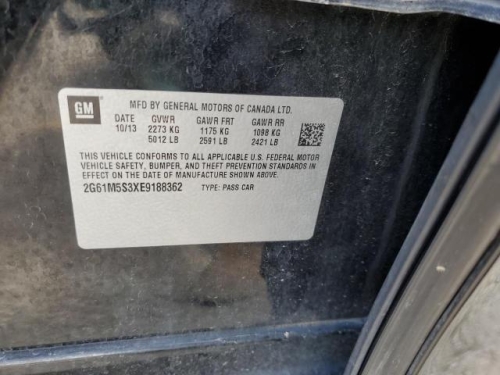 GM
MFD BY GENERAL MOTORS OF CANADA LTD.
DATE GVWR GAWR FRT GAWR RR
10/13 2273 KG 1175 KG 1098 KG
5012 LB 2591 LB 2421 LB
THIS VEHICLE CONFORMS TO ALL APPLICABLE U.S. FEDERAL MOTOR
VEHICLE SAFETY, BUMPER, AND THEFT PREVENTION STANDARDS IN
EFFECT ON THE DATE OF MANUFACTURE SHOWN ABOVE.
2G61M5S3XE9188362 TYPE: PASS CAR